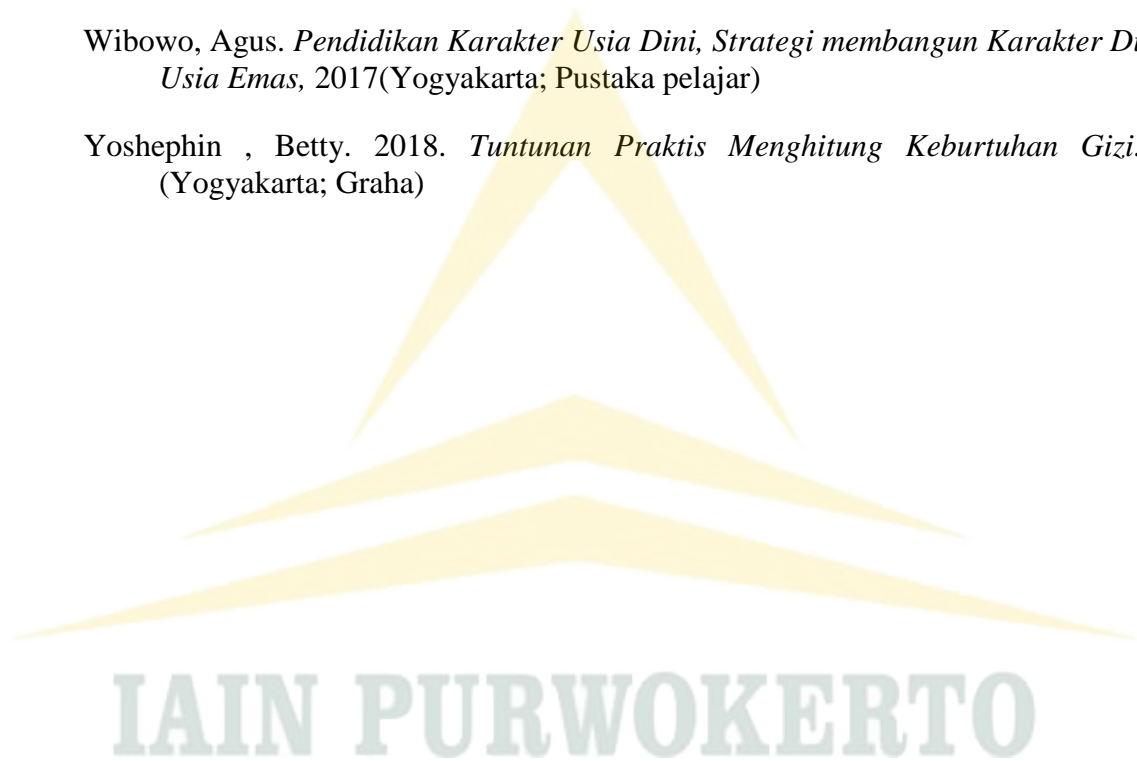 Wibowo, Agus. Pendidikan Karakter Usia Dini, Strategi membangun Karakter Di
Usia Emas, 2017(Yogyakarta; Pustaka pelajar)
Yoshephin , Betty. 2018. Tuntunan Praktis Menghitung Keburtuhan Gizi.
(Yogyakarta; Graha)
IAIN PURWOKERTO